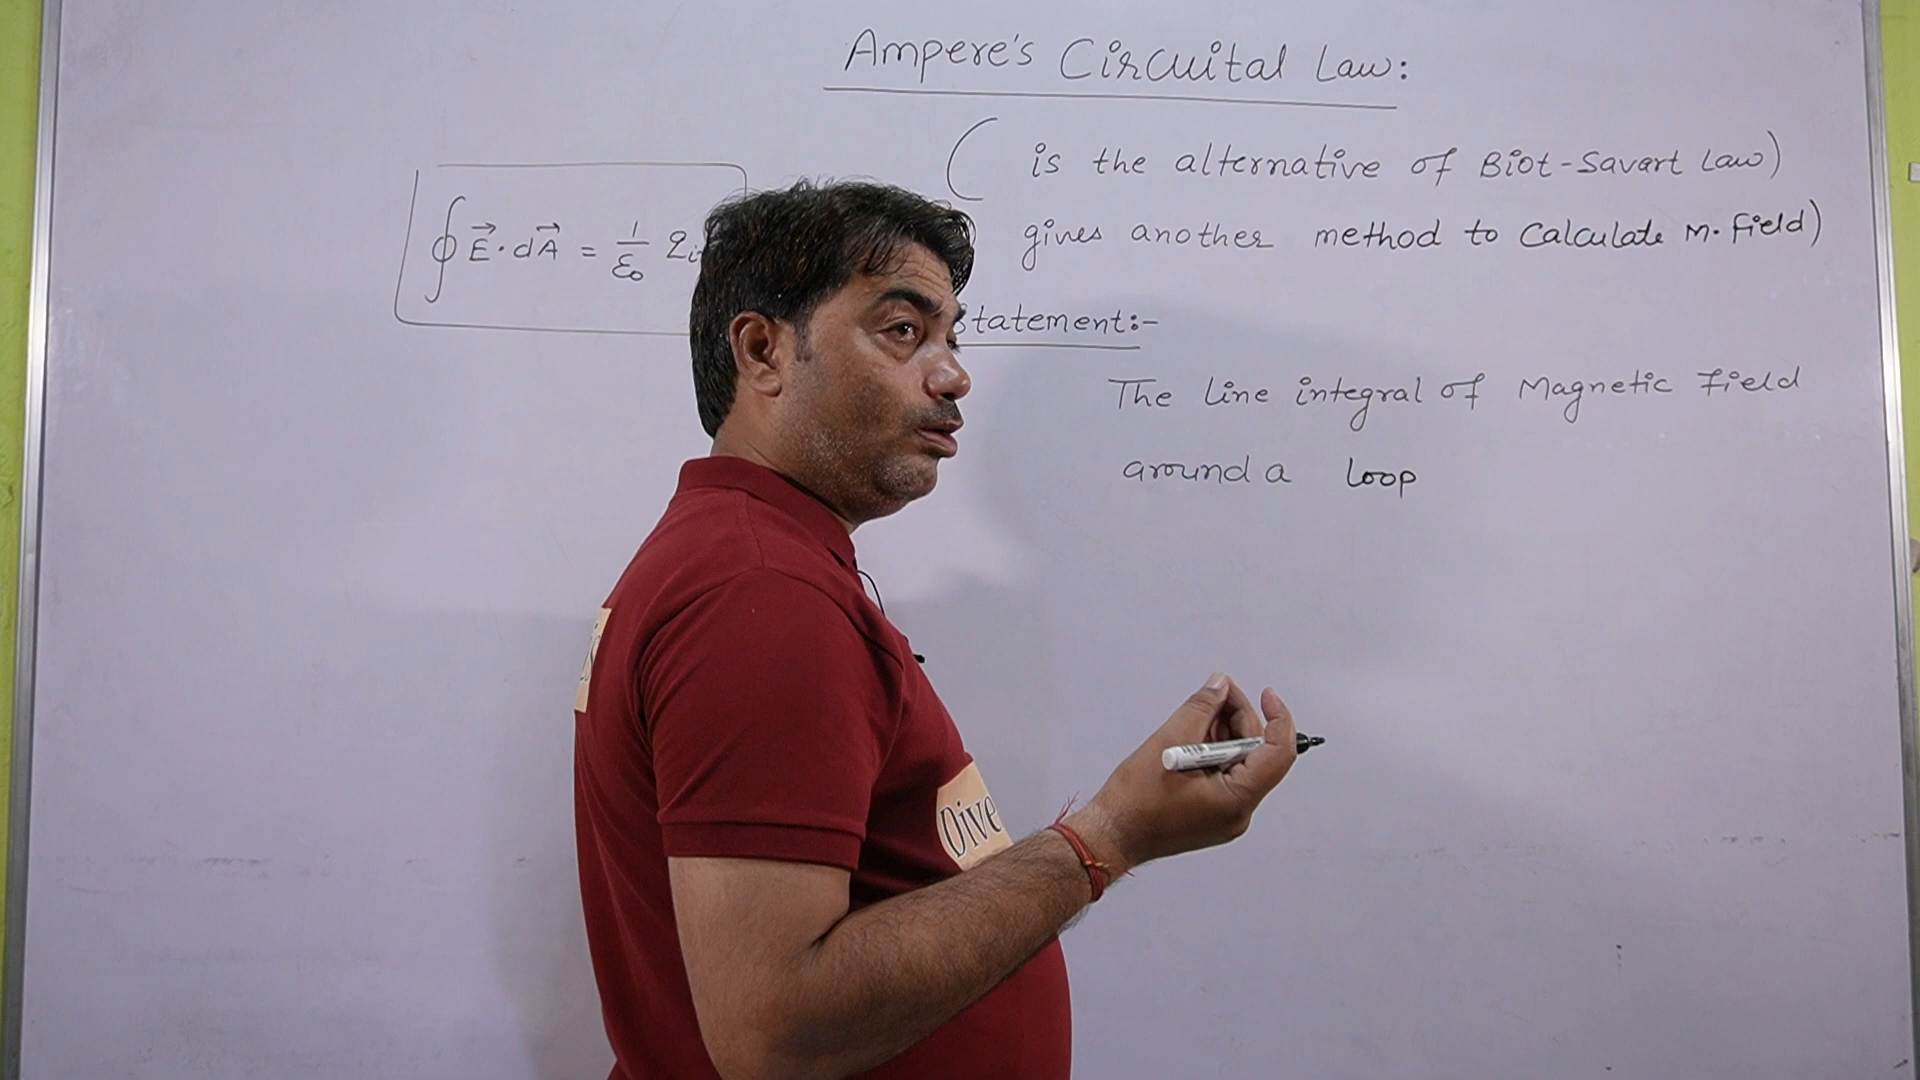 Ampere's Circuital Law:
( is the alternative of Biot-Savart Law)
gives another method to Calculate M. Field)
∮ E⃗·dA⃗ = 1/ε₀
Statement:-
The line integral of Magnetic Field
around a loop
Dive